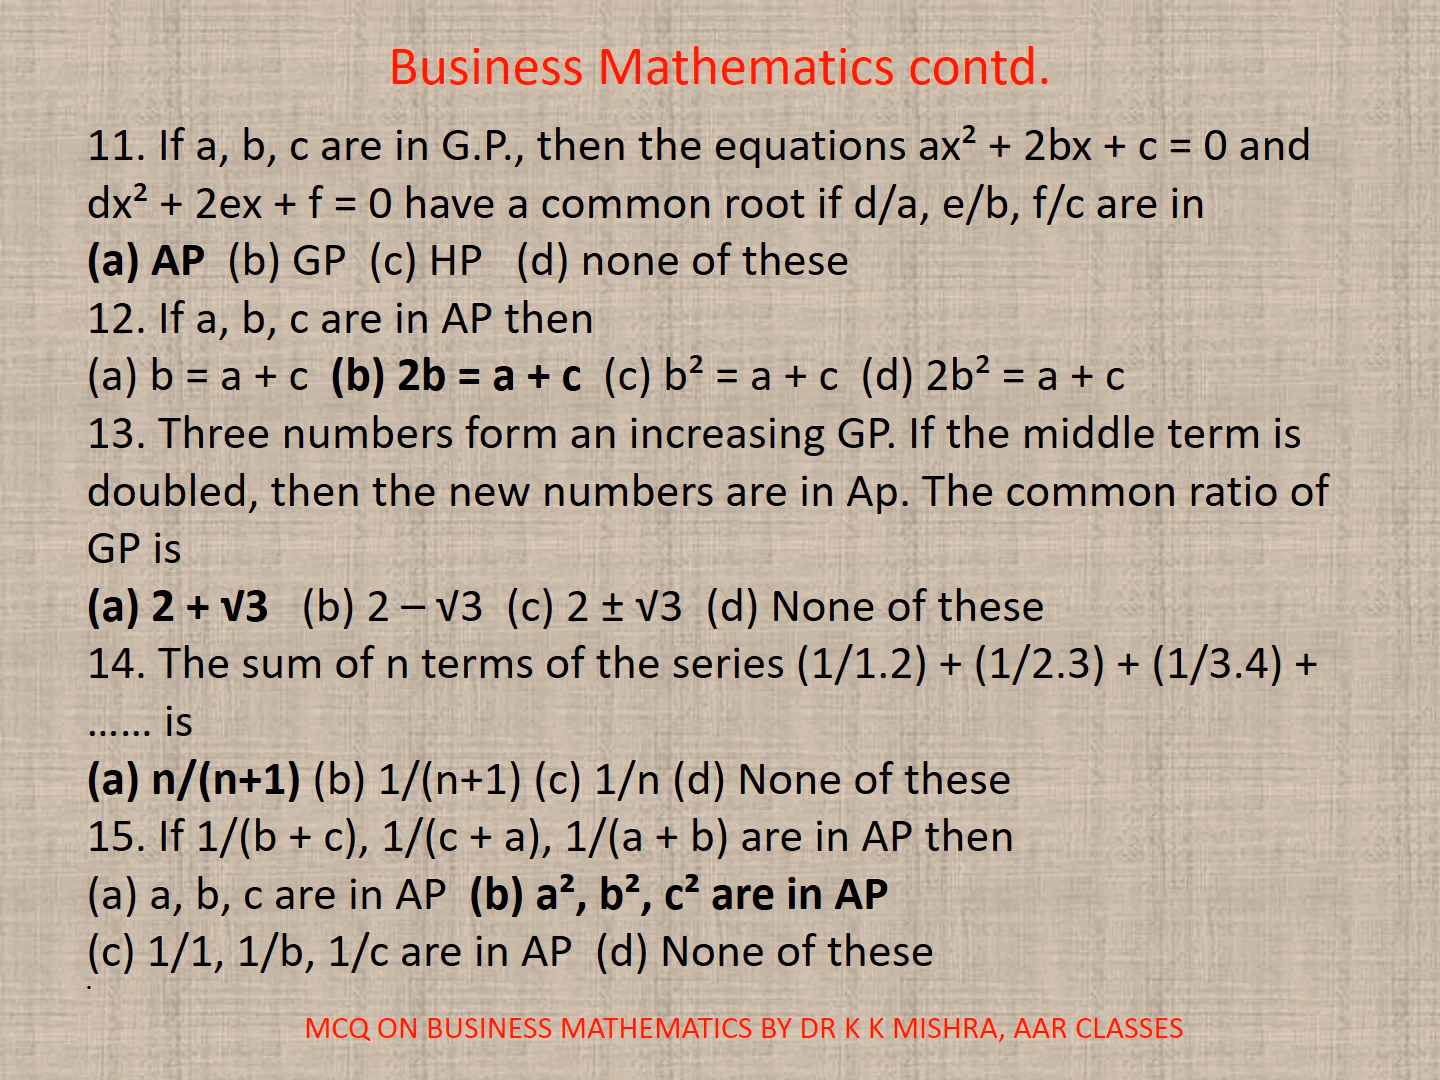 Business Mathematics contd.
11. If a, b, c are in G.P., then the equations ax² + 2bx + c = 0 and
dx² + 2ex + f = 0 have a common root if d/a, e/b, f/c are in
(a) AP (b) GP (c) HP (d) none of these
12. If a, b, c are in AP then
(a) b = a + c (b) 2b = a + c (c) b² = a + c (d) 2b² = a + c
13. Three numbers form an increasing GP. If the middle term is
doubled, then the new numbers are in Ap. The common ratio of
GP is
(a) 2 + √3 (b) 2 – √3 (c) 2 ± √3 (d) None of these
14. The sum of n terms of the series (1/1.2) + (1/2.3) + (1/3.4) +
…… is
(a) n/(n+1) (b) 1/(n+1) (c) 1/n (d) None of these
15. If 1/(b + c), 1/(c + a), 1/(a + b) are in AP then
(a) a, b, c are in AP (b) a², b², c² are in AP
(c) 1/1, 1/b, 1/c are in AP (d) None of these
.
MCQ ON BUSINESS MATHEMATICS BY DR K K MISHRA, AAR CLASSES